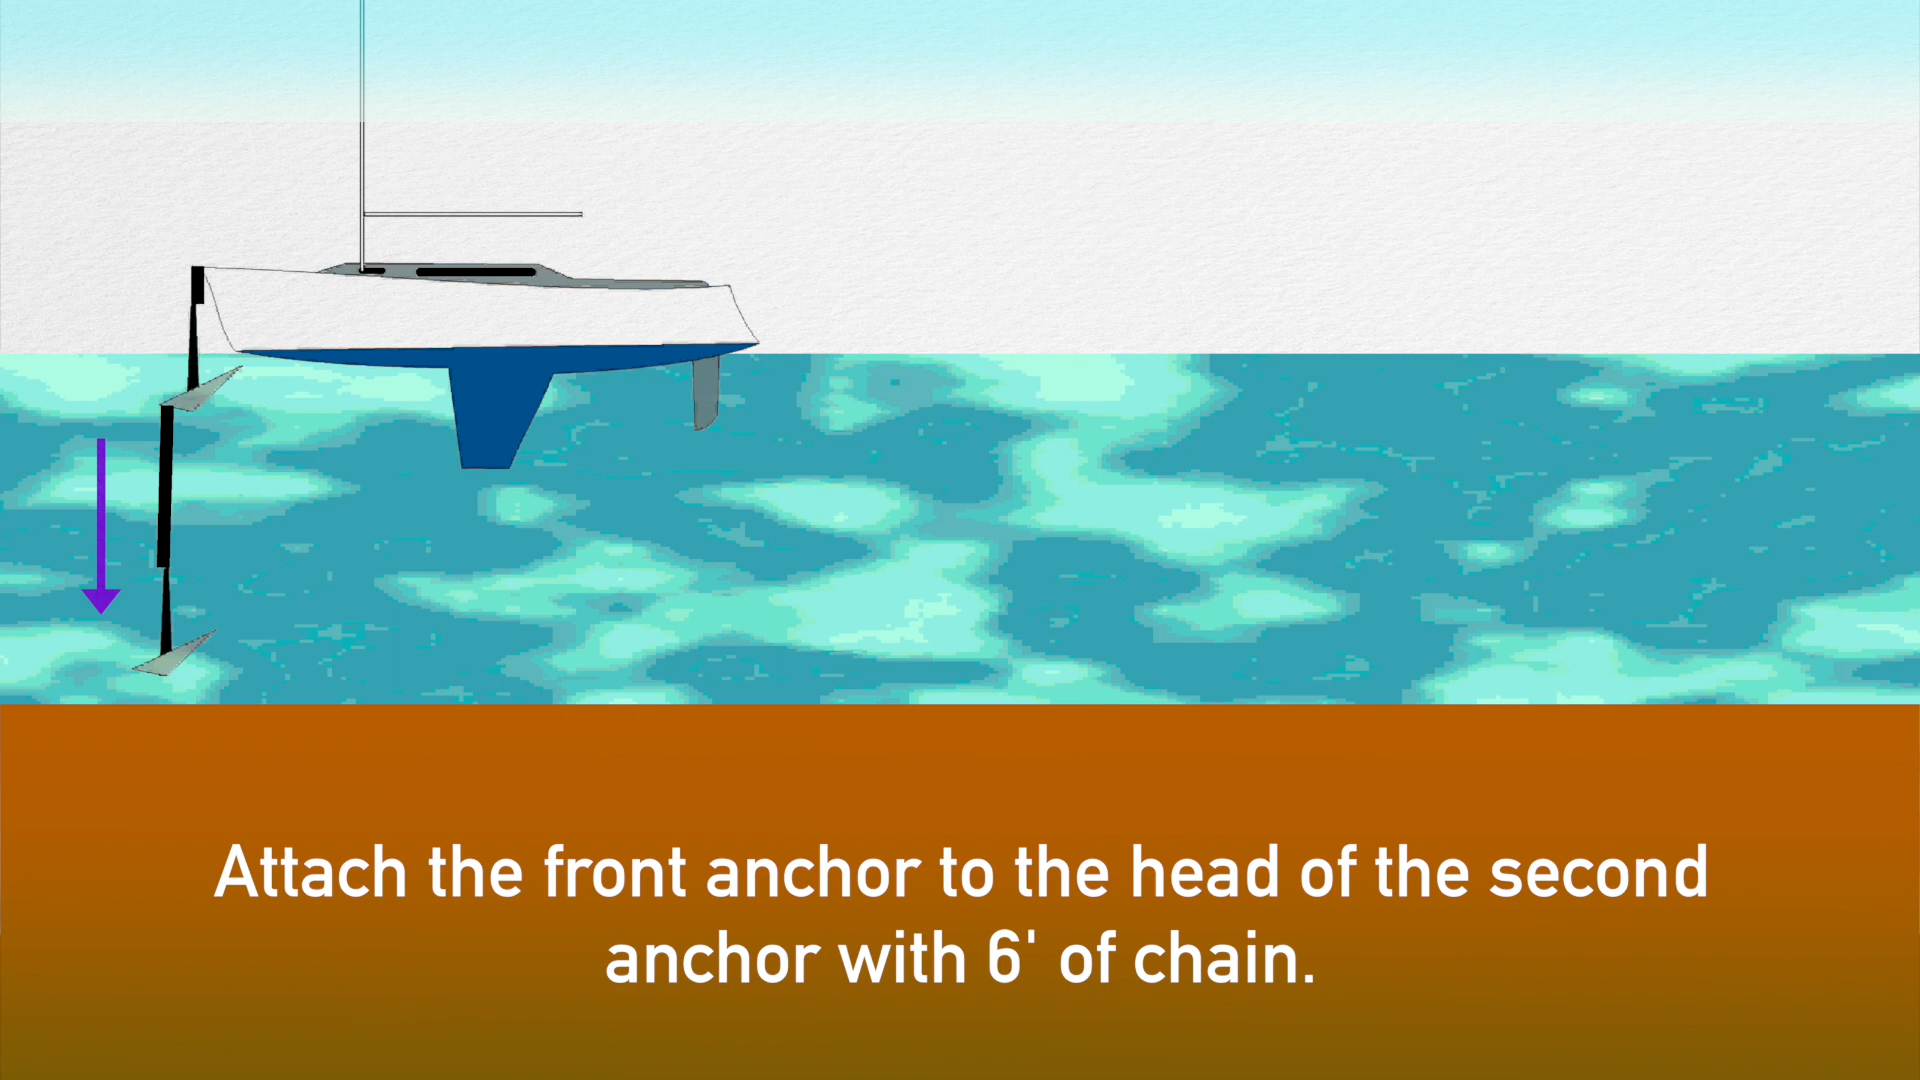 Attach the front anchor to the head of the second
anchor with 6' of chain.